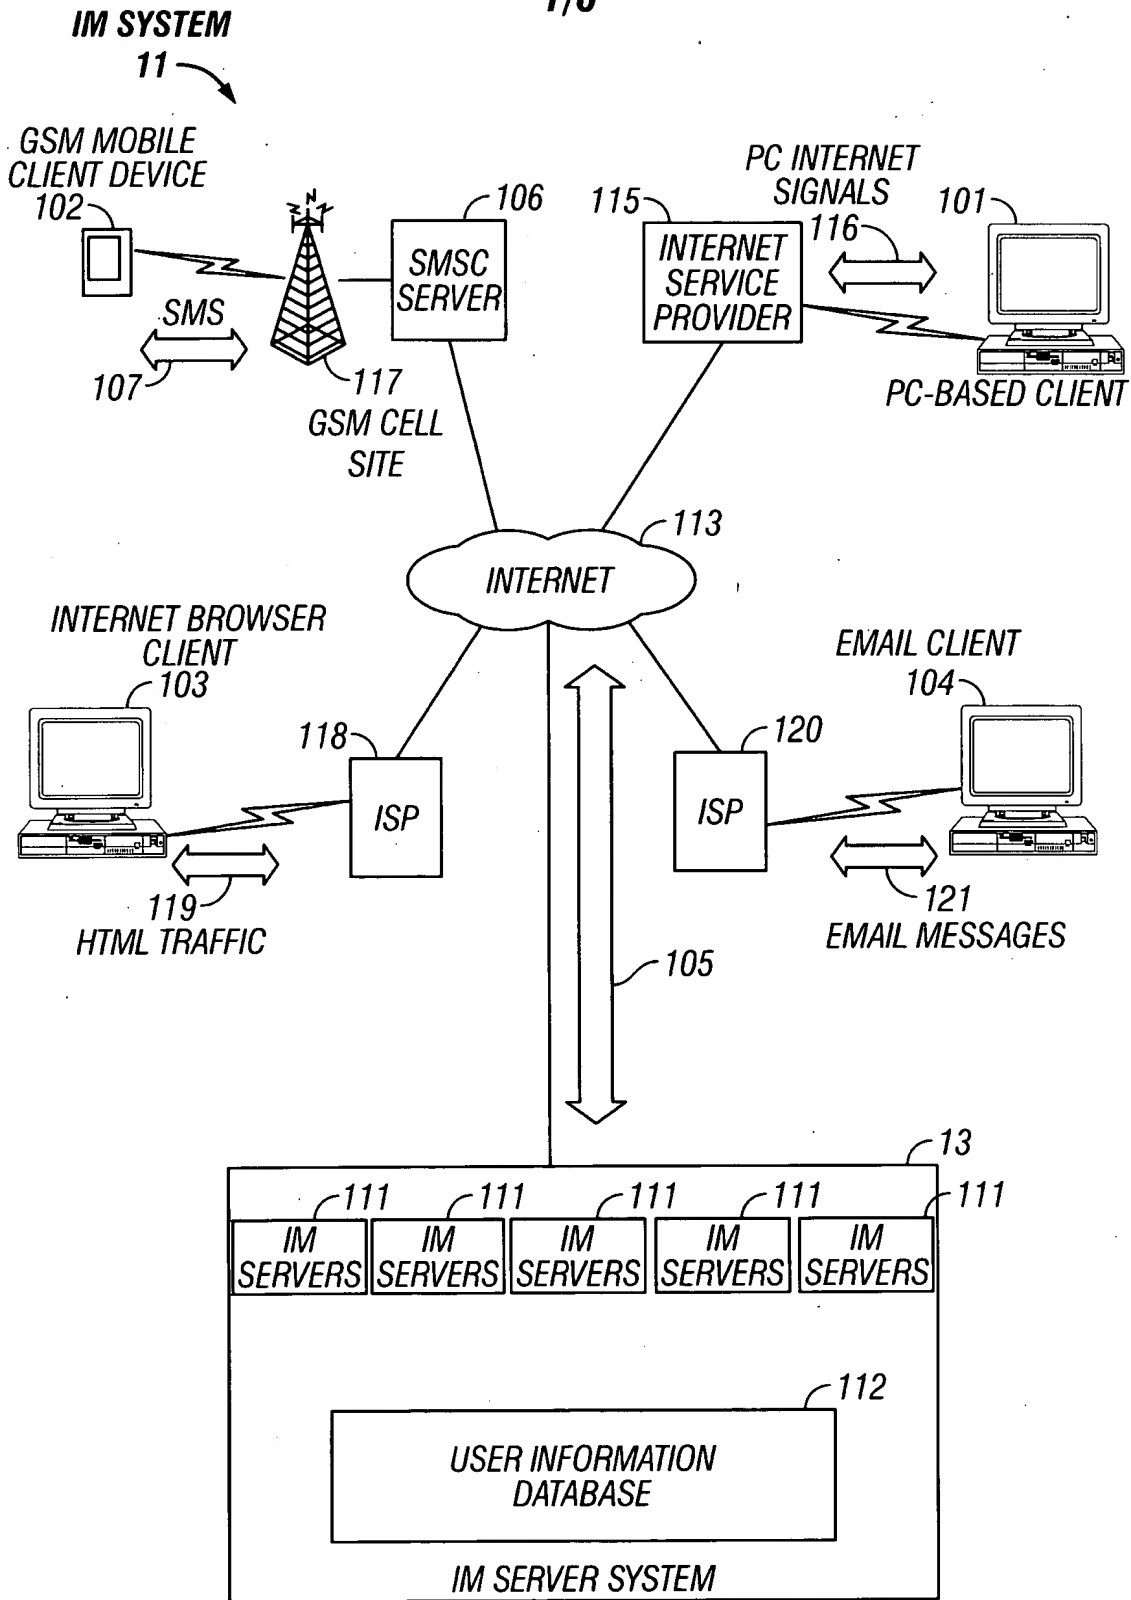 IM SYSTEM
11
GSM MOBILE
CLIENT DEVICE
102
106
SMSC
SERVER
SMS
107
117
GSM CELL
SITE
115
INTERNET
SERVICE
PROVIDER
PC INTERNET
SIGNALS
116
101
PC-BASED CLIENT
113
INTERNET
INTERNET BROWSER
CLIENT
103
118
ISP
119
HTML TRAFFIC
EMAIL CLIENT
104
120
ISP
121
EMAIL MESSAGES
105
13
111 111 111 111 111
IM
SERVERS
IM
SERVERS
IM
SERVERS
IM
SERVERS
IM
SERVERS
112
USER INFORMATION
DATABASE
IM SERVER SYSTEM